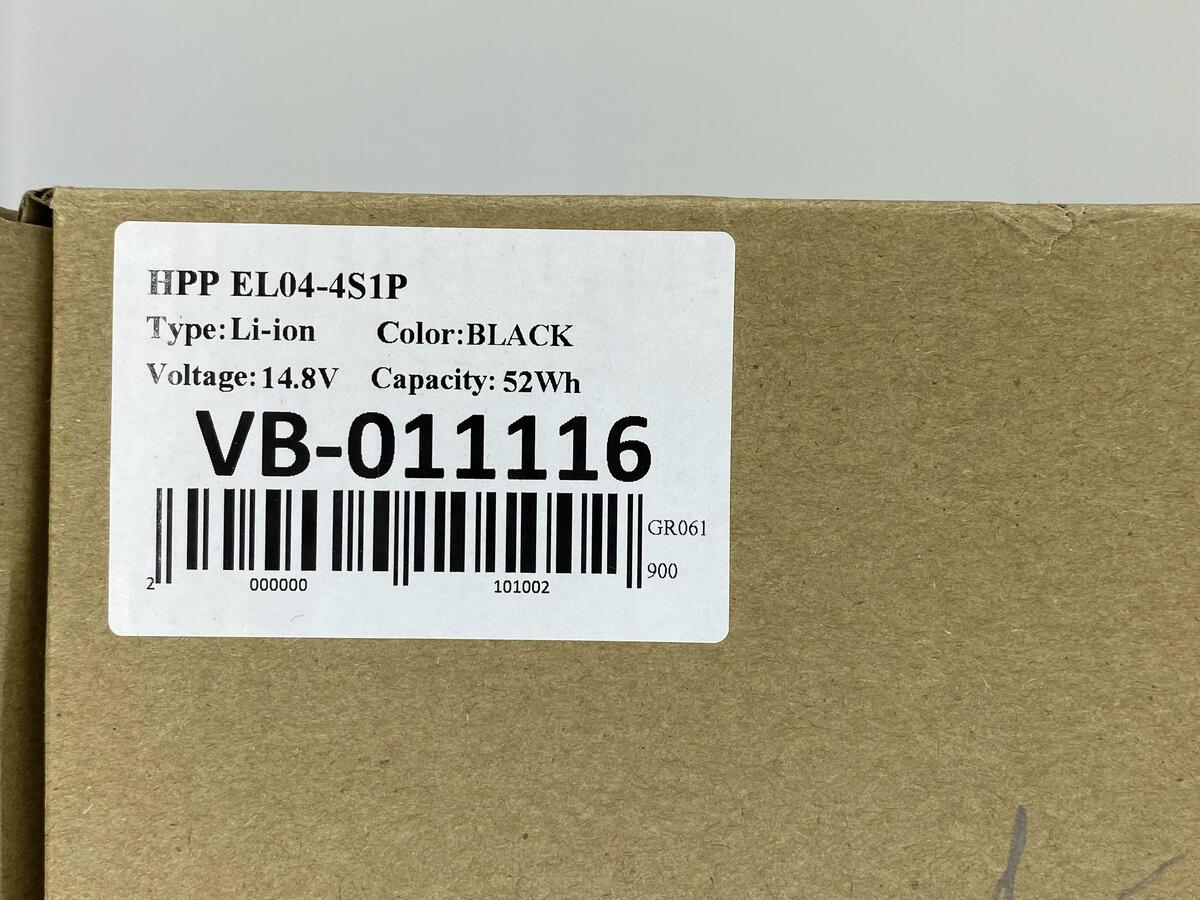 HPP EL04-4S1P
Type:Li-ion Color:BLACK
Voltage:14.8V Capacity: 52Wh
VB-011116
GR061
900
2 000000 101002